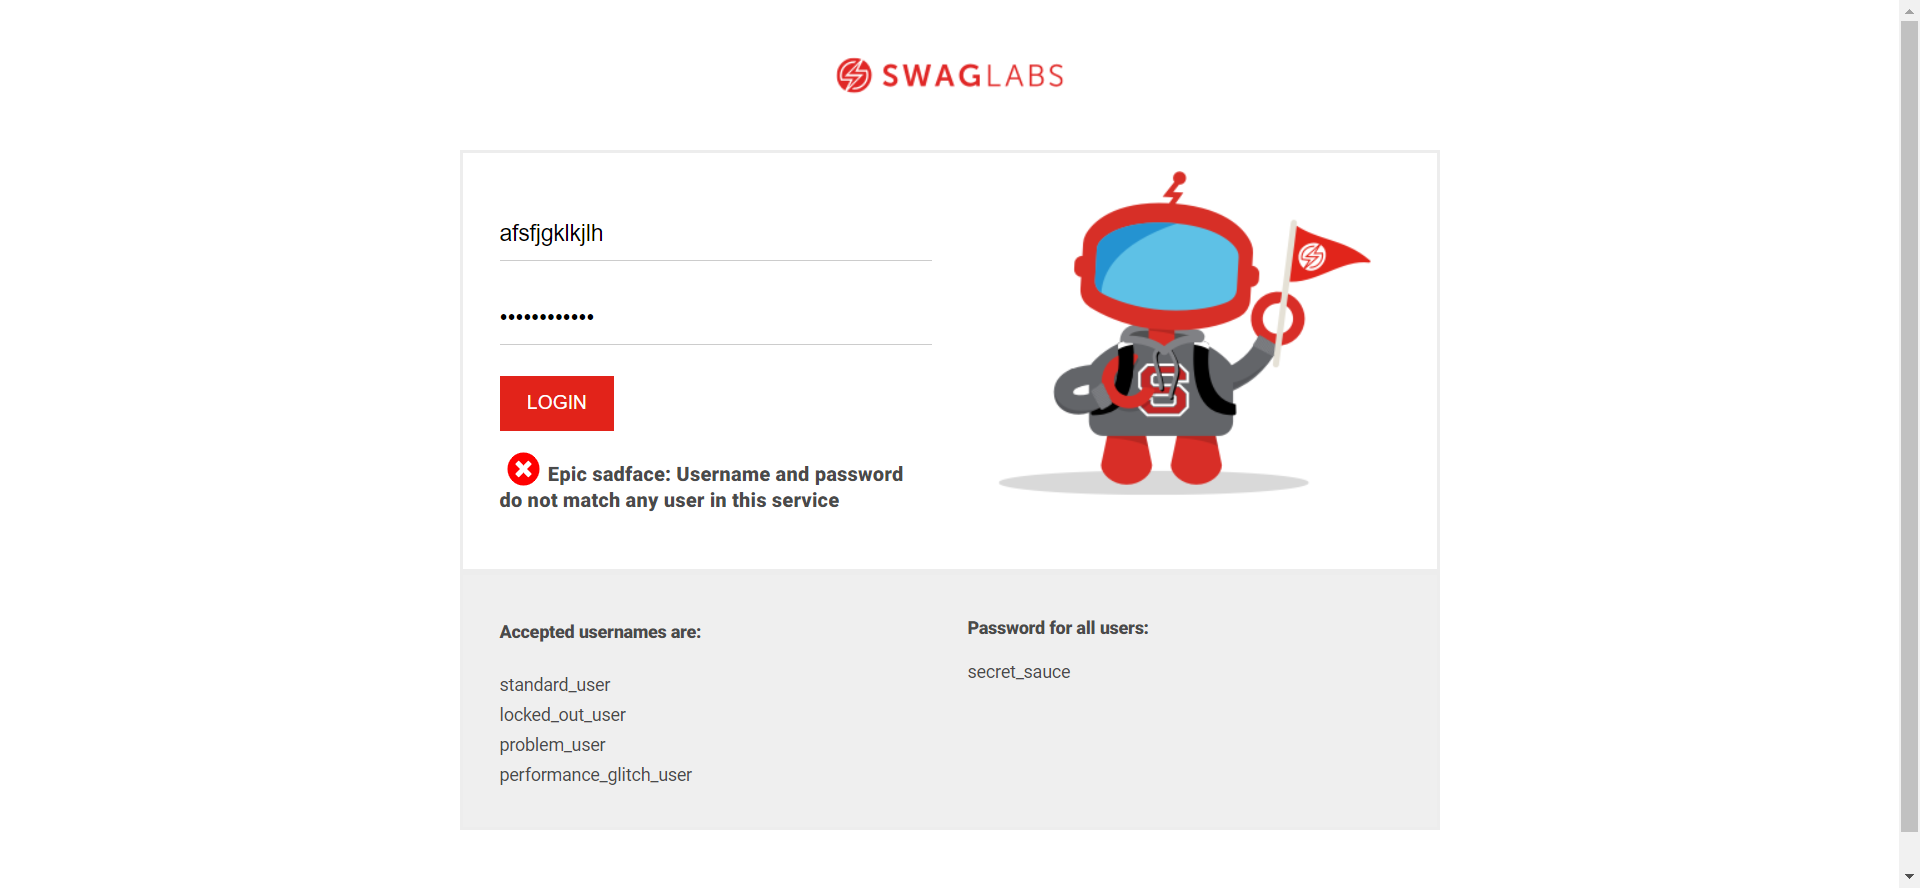 SWAGLABS
afsfjgklkjlh
••••••••••••
LOGIN
Epic sadface: Username and password
do not match any user in this service
S
Accepted usernames are:
standard_user
locked_out_user
problem_user
performance_glitch_user
Password for all users:
secret_sauce